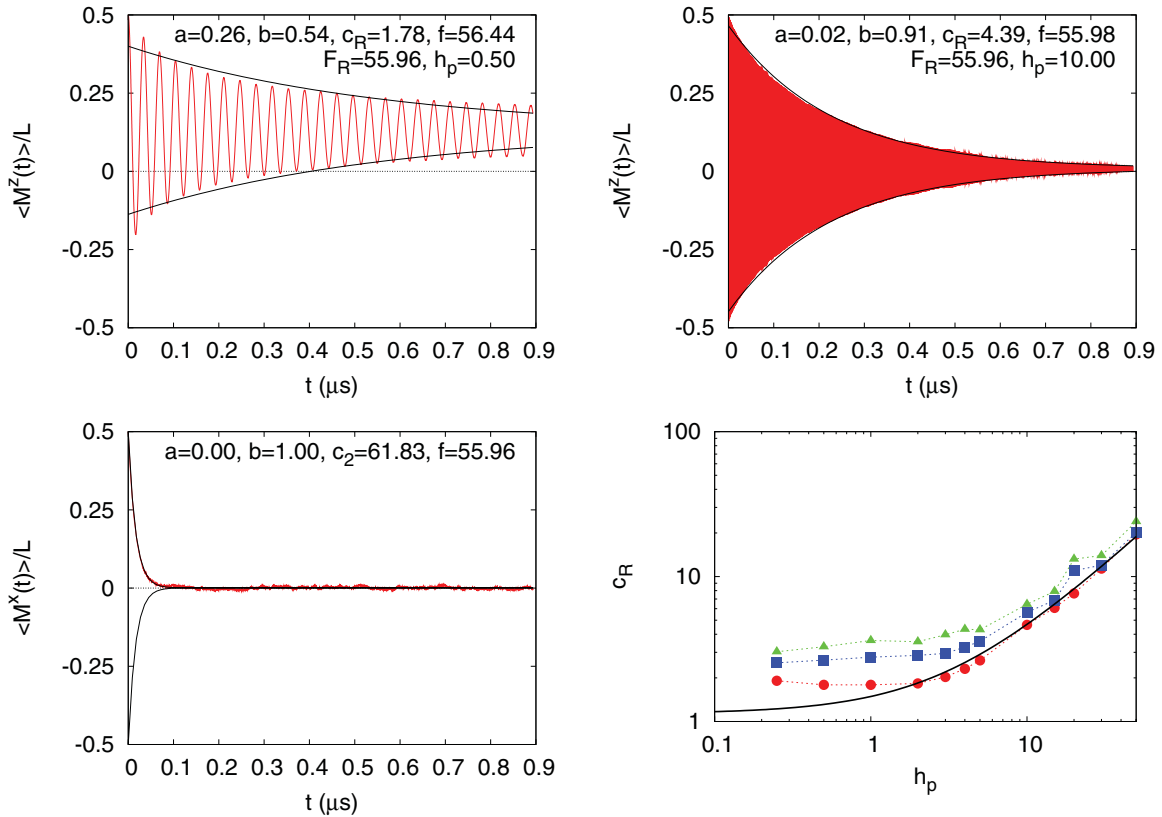 a=0.26, b=0.54, c_R=1.78, f=56.44
F_R=55.96, h_p=0.50
<M^z(t)>/L
0.5
0.25
0
-0.25
-0.5
0 0.1 0.2 0.3 0.4 0.5 0.6 0.7 0.8 0.9
t (μs)
a=0.02, b=0.91, c_R=4.39, f=55.98
F_R=55.96, h_p=10.00
<M^z(t)>/L
0.5
0.25
0
-0.25
-0.5
0 0.1 0.2 0.3 0.4 0.5 0.6 0.7 0.8 0.9
t (μs)
a=0.00, b=1.00, c_2=61.83, f=55.96
<M^x(t)>/L
0.5
0.25
0
-0.25
-0.5
0 0.1 0.2 0.3 0.4 0.5 0.6 0.7 0.8 0.9
t (μs)
c_R
100
10
1
0.1 1 10
h_p